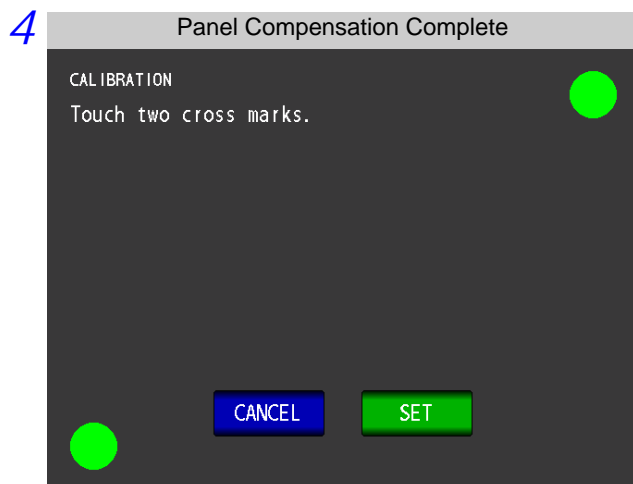 4
Panel Compensation Complete
CALIBRATION
Touch two cross marks.
CANCEL SET